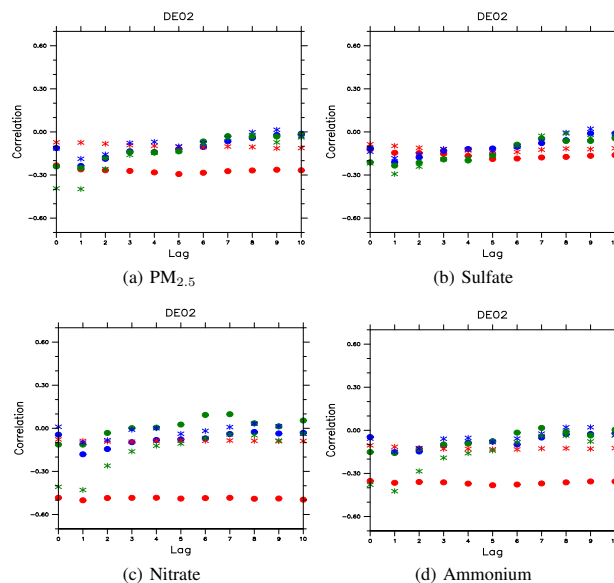 DE02 DE02
0.60 0.60
0.30 0.30
Correlation 0.00 Correlation 0.00
-0.30 -0.30
-0.60 -0.60
0 1 2 3 4 5 6 7 8 9 10 0 1 2 3 4 5 6 7 8 9 1
Lag Lag
(a) PM2.5 (b) Sulfate
DE02 DE02
0.60 0.60
0.30 0.30
Correlation 0.00 Correlation 0.00
-0.30 -0.30
-0.60 -0.60
0 1 2 3 4 5 6 7 8 9 10 0 1 2 3 4 5 6 7 8 9 1
Lag Lag
(c) Nitrate (d) Ammonium